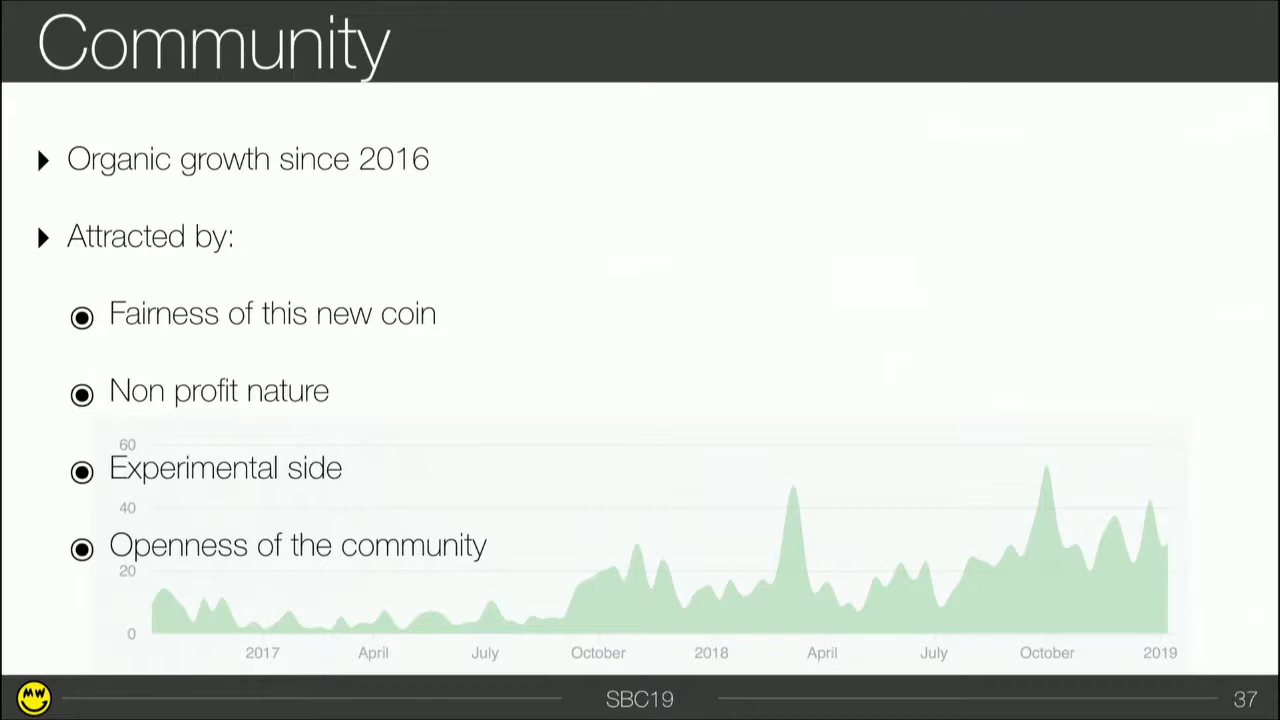 Community
Organic growth since 2016
Attracted by:
Fairness of this new coin
Non profit nature
Experimental side
Openness of the community
60
40
20
0
2017 April July October 2018 April July October 2019
MW
SBC19
37